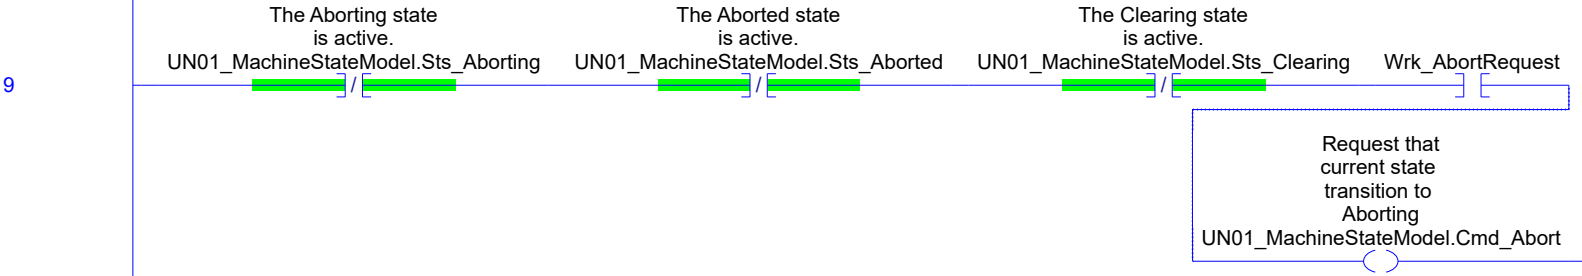 The Aborting state
is active.
UN01_MachineStateModel.Sts_Aborting
The Aborted state
is active.
UN01_MachineStateModel.Sts_Aborted
The Clearing state
is active.
UN01_MachineStateModel.Sts_Clearing
Wrk_AbortRequest
9
/
/
/
Request that
current state
transition to
Aborting
UN01_MachineStateModel.Cmd_Abort